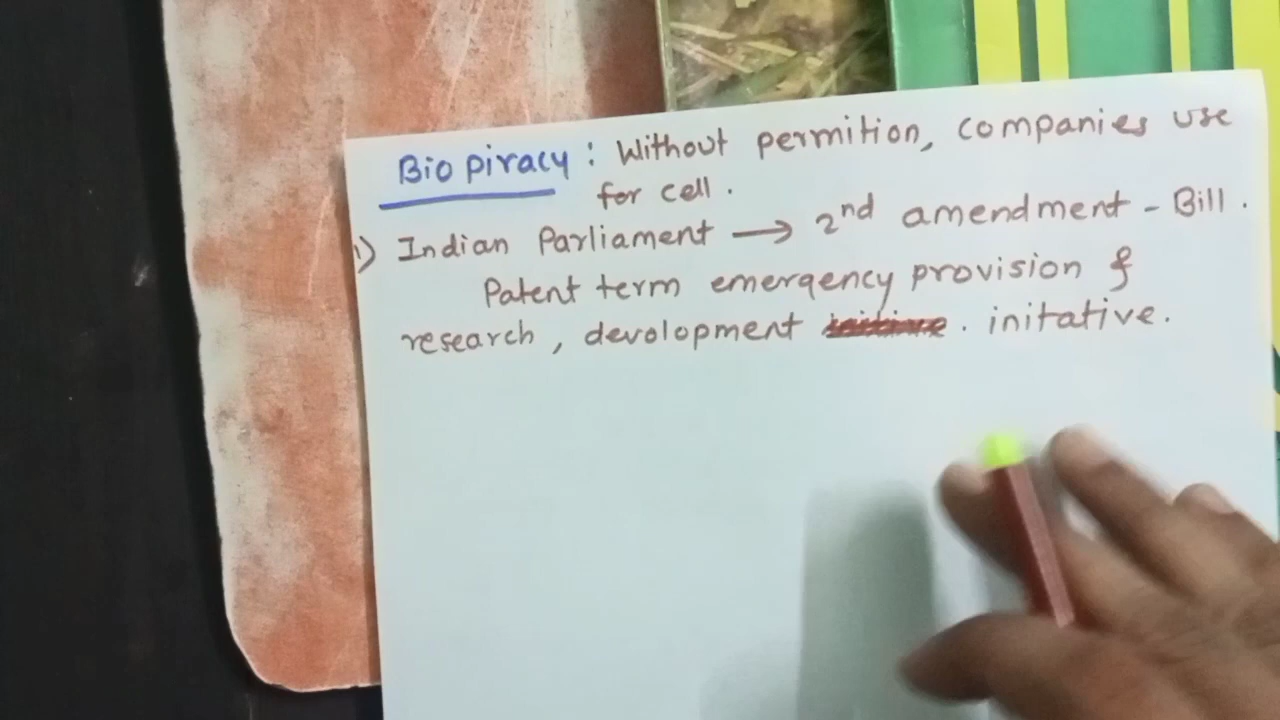 Bio piracy : Without permition, companies use
for cell .
1) Indian Parliament → 2nd amendment - Bill .
Patent term emergency provision &
research , devolopment . initative .